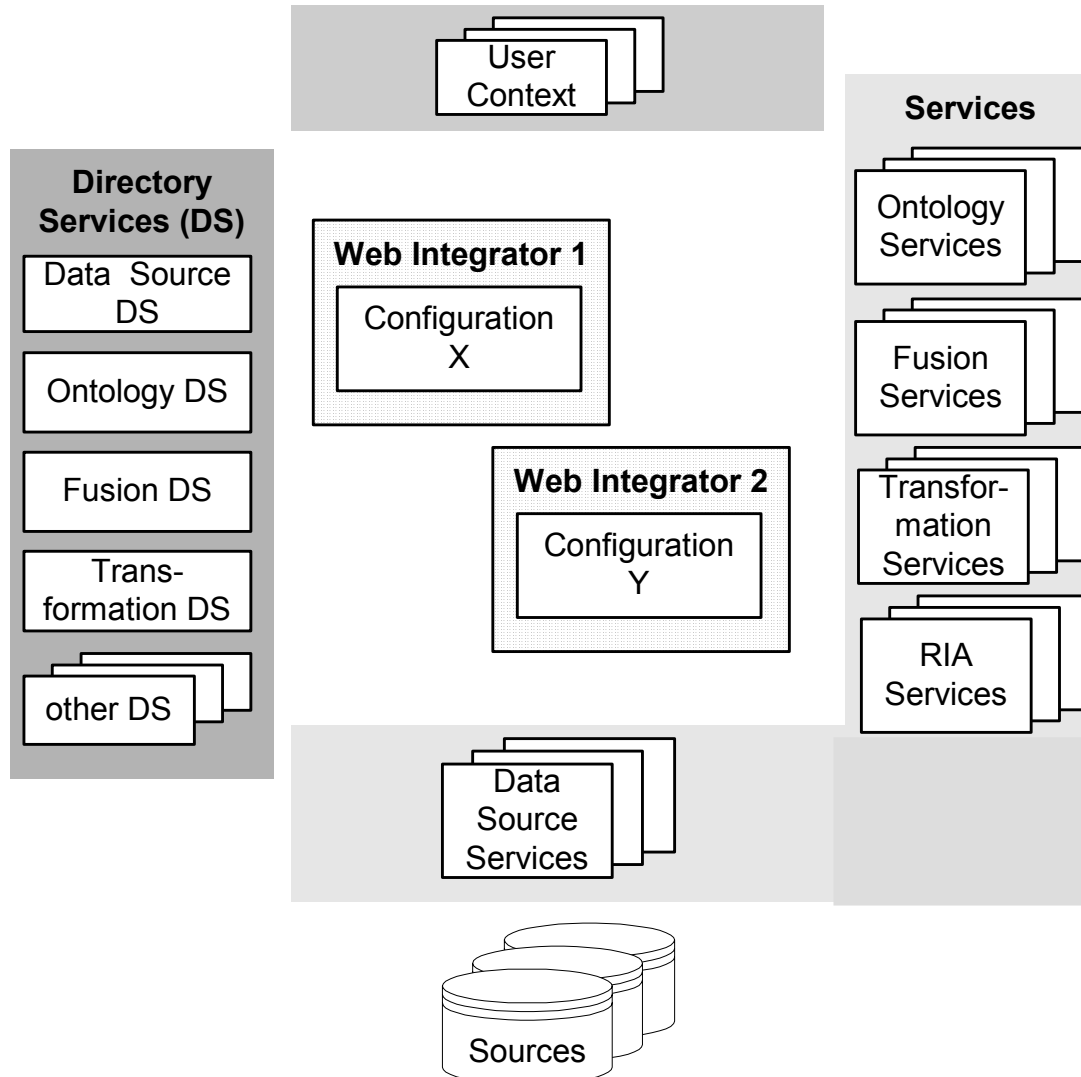 User
Context
Services
Directory
Services (DS)
Data Source
DS
Ontology DS
Fusion DS
Trans-
formation DS
other DS
Web Integrator 1
Configuration
X
Web Integrator 2
Configuration
Y
Ontology
Services
Fusion
Services
Transfor-
mation
Services
RIA
Services
Data
Source
Services
Sources